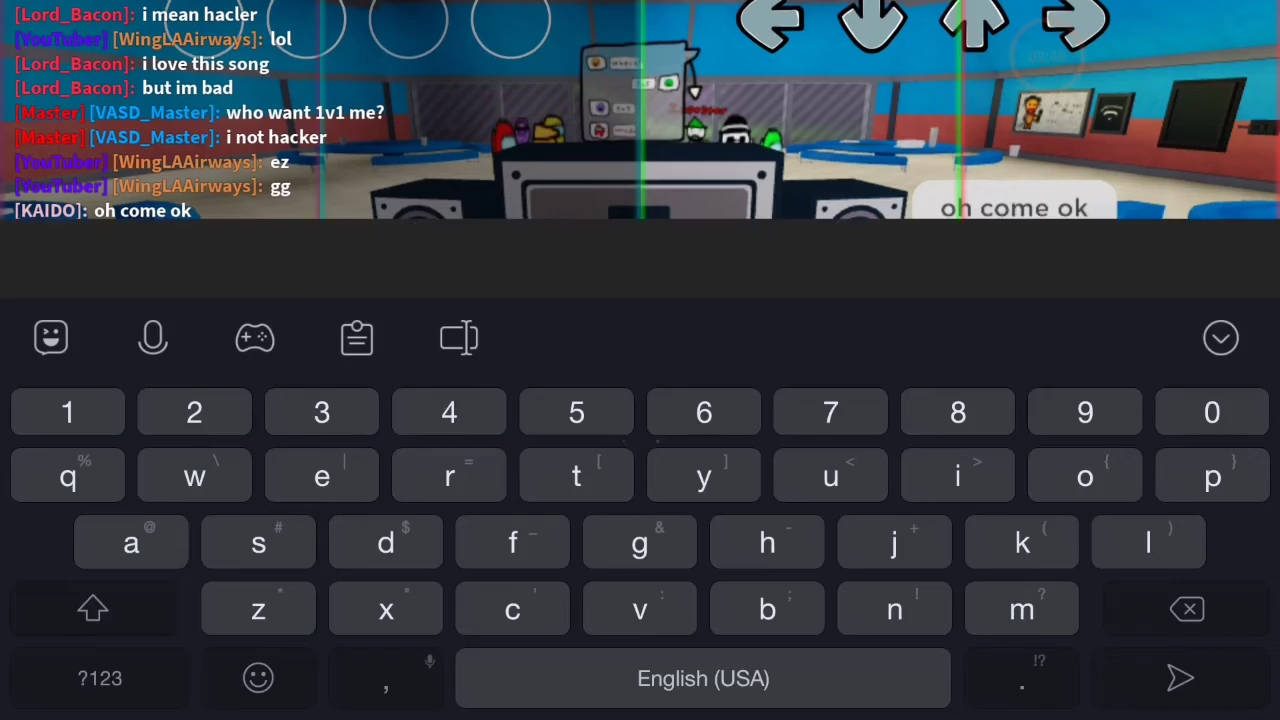 [Lord_Bacon]: i mean hacler
[YouTuber] [WingLAAirways]: lol
[Lord_Bacon]: i love this song
[Lord_Bacon]: but im bad
[Master] [VASD_Master]: who want 1v1 me?
[Master] [VASD_Master]: i not hacker
[YouTuber] [WingLAAirways]: ez
[YouTuber] [WingLAAirways]: gg
[KAIDO]: oh come ok
oh come ok
1 2 3 4 5 6 7 8 9 0
% \ | = [ ] < > { }
q w e r t y u i o p
@ # $ _ & - + ( )
a s d f g h j k l
* " ' : ; ! ?
z x c v b n m
!?
?123 , English (USA) .